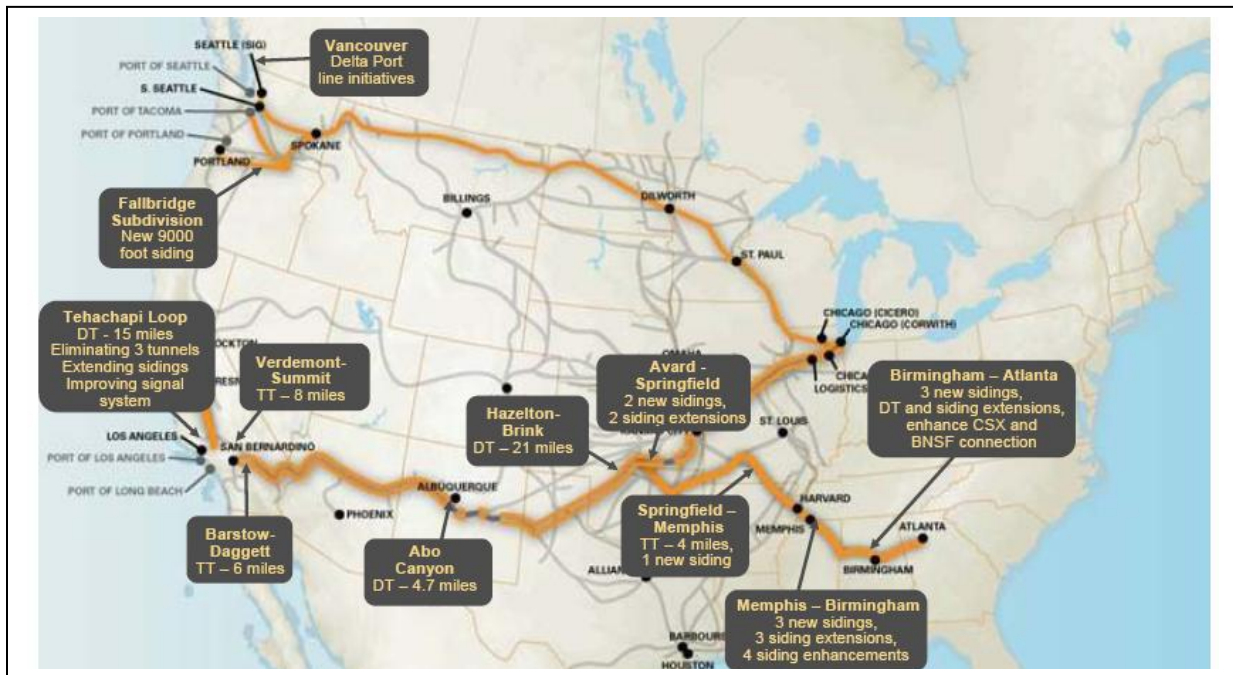 SEATTLE (SIG)
PORT OF SEATTLE
S. SEATTLE
PORT OF TACOMA
PORT OF PORTLAND
PORTLAND
SPOKANE
Vancouver
Delta Port
line initiatives
Fallbridge
Subdivision
New 9000
foot siding
BILLINGS
DILWORTH
ST. PAUL
CHICAGO (CICERO)
CHICAGO (CORWITH)
LOGISTICS
Tehachapi Loop
DT - 15 miles
Eliminating 3 tunnels
Extending sidings
Improving signal
system
Verdemont-
Summit
TT – 8 miles
LOS ANGELES
SAN BERNARDINO
PORT OF LOS ANGELES
PORT OF LONG BEACH
Barstow-
Daggett
TT – 6 miles
PHOENIX
ALBUQUERQUE
Abo
Canyon
DT – 4.7 miles
Hazelton-
Brink
DT – 21 miles
Avard -
Springfield
2 new sidings,
2 siding extensions
ST. LOUIS
Birmingham – Atlanta
3 new sidings,
DT and siding extensions,
enhance CSX and
BNSF connection
Springfield –
Memphis
TT – 4 miles,
1 new siding
HARVARD
MEMPHIS
ATLANTA
BIRMINGHAM
Memphis – Birmingham
3 new sidings,
3 siding extensions,
4 siding enhancements
HOUSTON